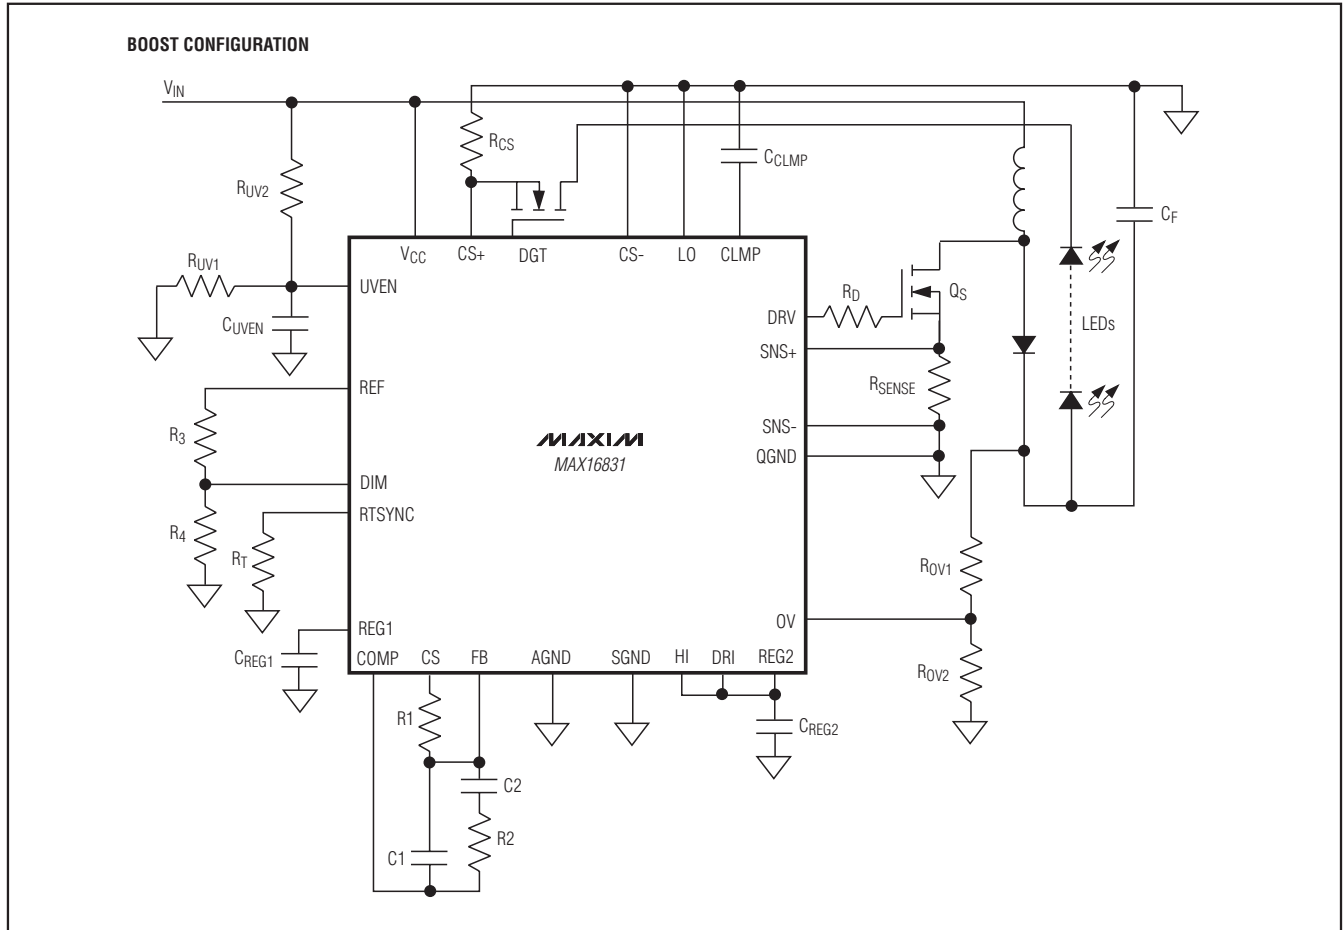 BOOST CONFIGURATION
VIN
RCS
CCLMP
RUV2
CF
RUV1
VCC CS+ DGT CS- LO CLMP
UVEN
CUVEN
RD
QS
DRV
LEDs
SNS+
REF
RSENSE
R3
SNS-
MAXIM
MAX16831
QGND
DIM
RTSYNC
R4
RT
ROV1
OV
REG1
CREG1
COMP CS FB AGND SGND HI DRI REG2
ROV2
R1
CREG2
C2
R2
C1